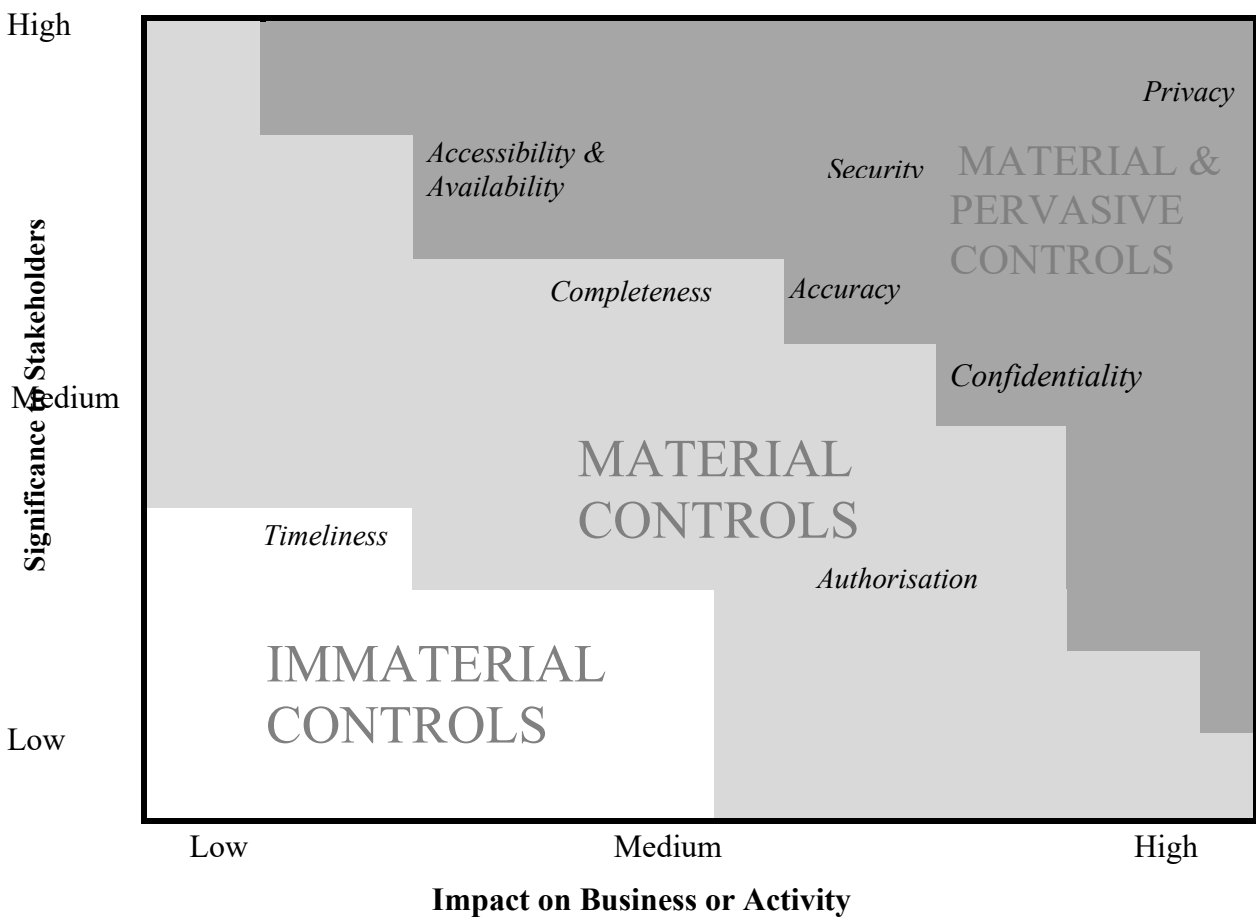 High
Privacy
Accessibility &
Availability
Security
MATERIAL &
PERVASIVE
CONTROLS
Completeness
Accuracy
Confidentiality
Significance to Stakeholders
Medium
MATERIAL
CONTROLS
Timeliness
Authorisation
IMMATERIAL
CONTROLS
Low
Low
Medium
High
Impact on Business or Activity